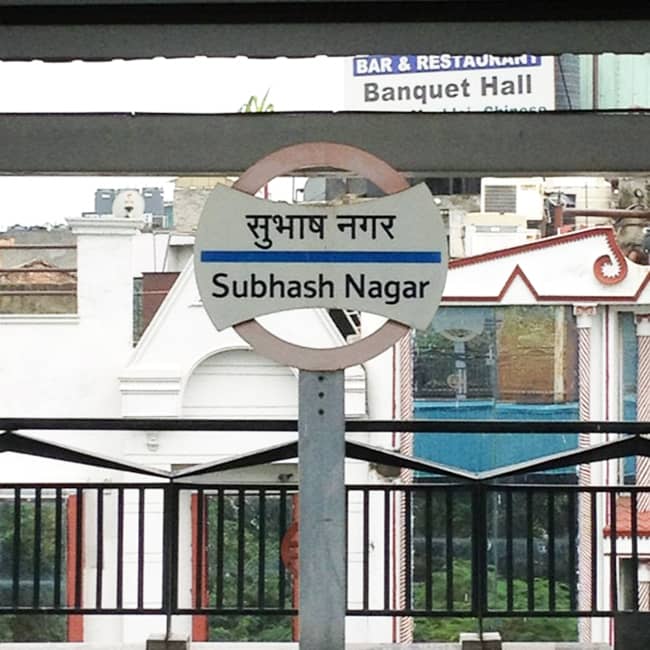 BAR & RESTAURANT
Banquet Hall
सुभाष नगर
Subhash Nagar